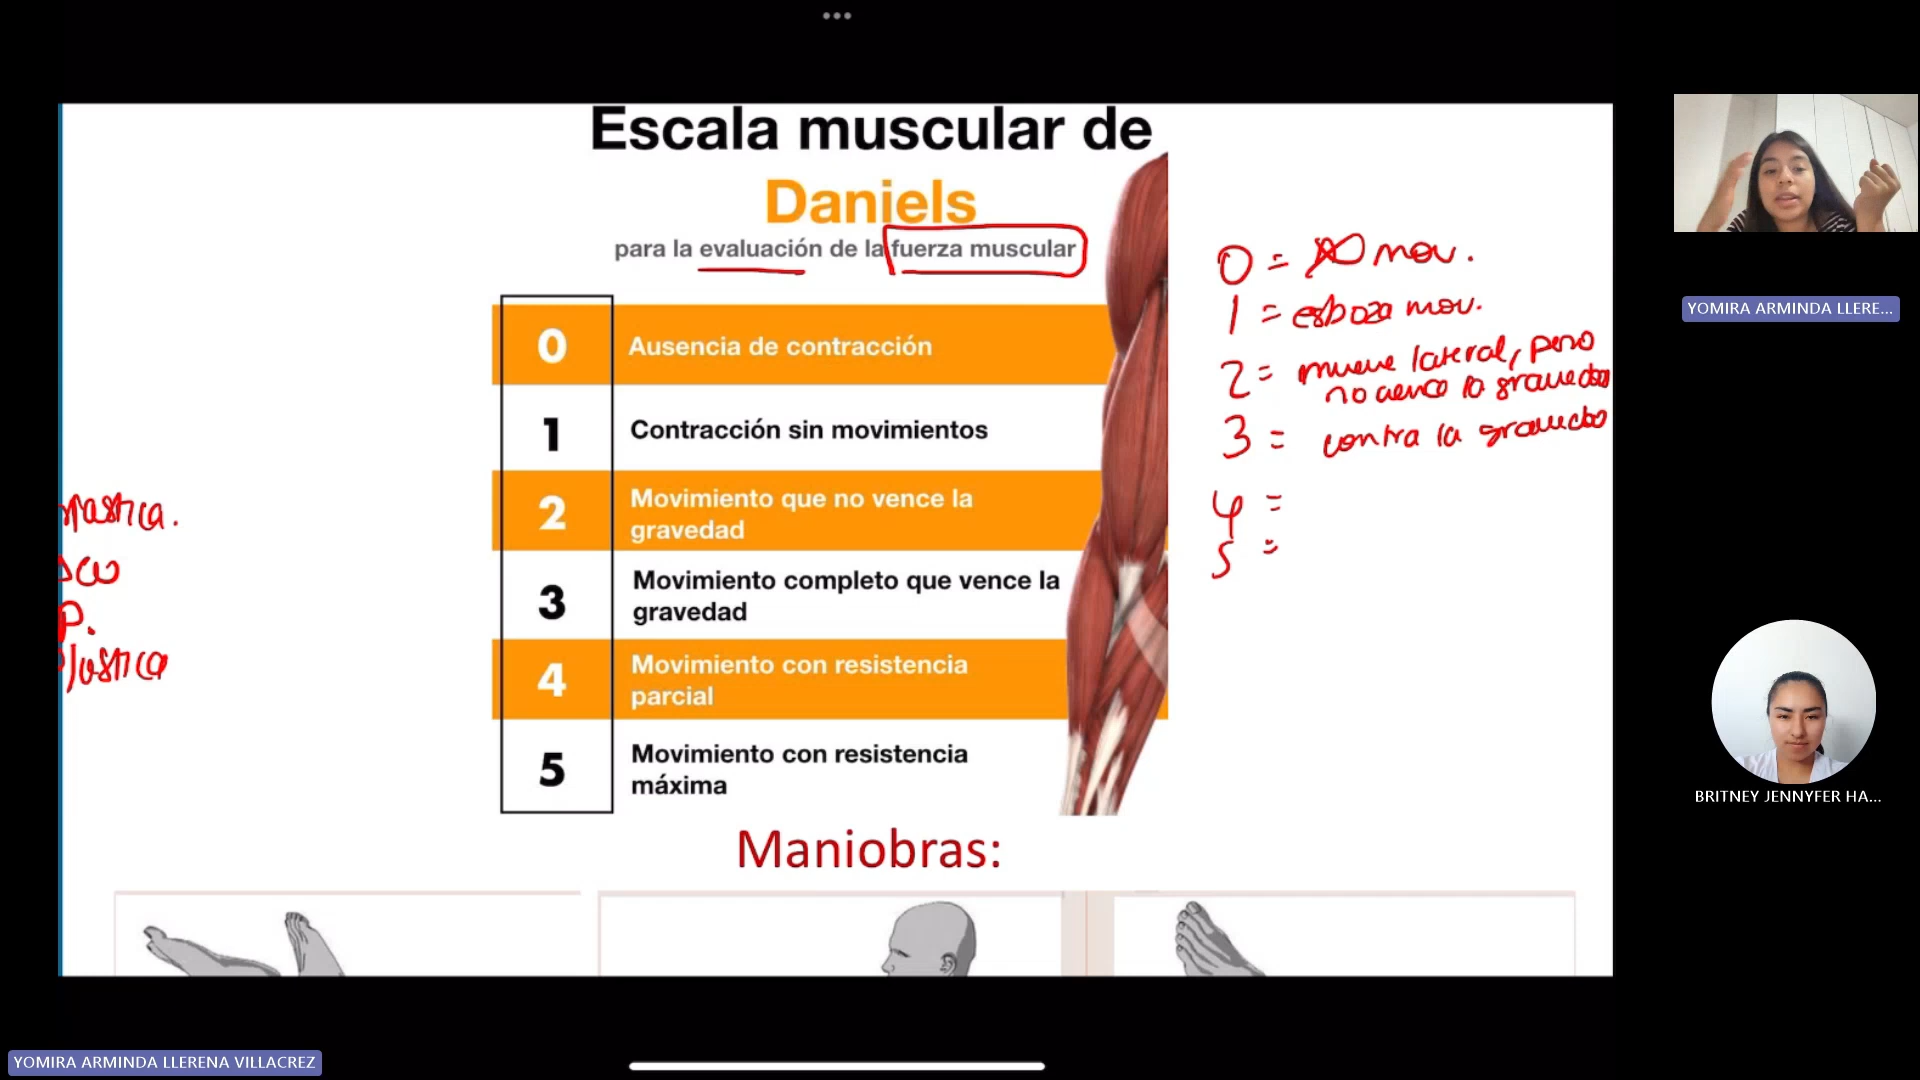 Escala muscular de
Daniels
para la evaluación de la fuerza muscular
0 Ausencia de contracción
1 Contracción sin movimientos
2 Movimiento que no vence la
gravedad
3 Movimiento completo que vence la
gravedad
4 Movimiento con resistencia
parcial
5 Movimiento con resistencia
máxima
Maniobras:
0 = mov.
1 = esboza mov.
2 = mueve lateral, pero
no vence la gravedad
3 = contra la gravedad
4 =
5 =
P.
YOMIRA ARMINDA LLERE...
BRITNEY JENNYFER HA...
YOMIRA ARMINDA LLERENA VILLACREZ